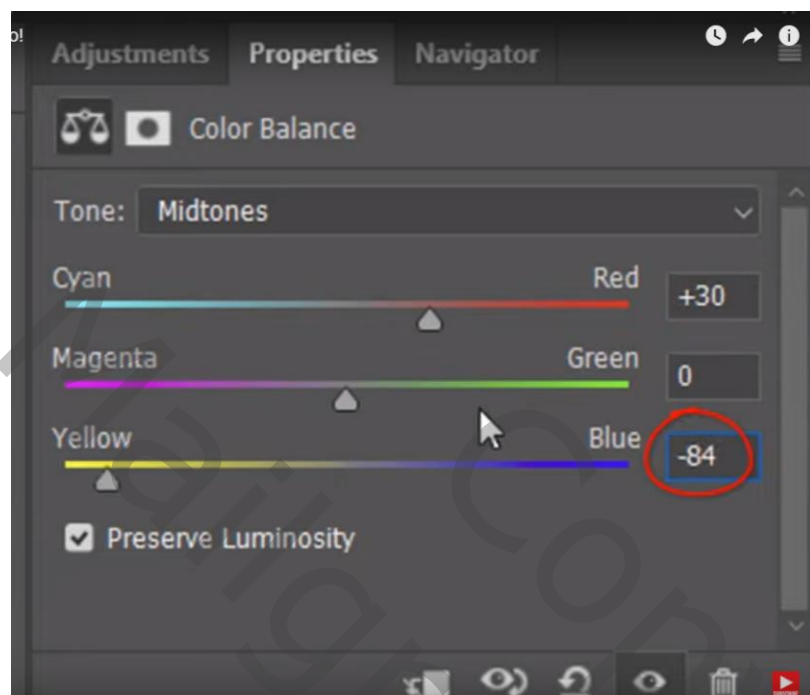 o!
Adjustments Properties Navigator
Color Balance
Tone: Midtones
Cyan Red +30
Magenta Green 0
Yellow Blue -84
Preserve Luminosity